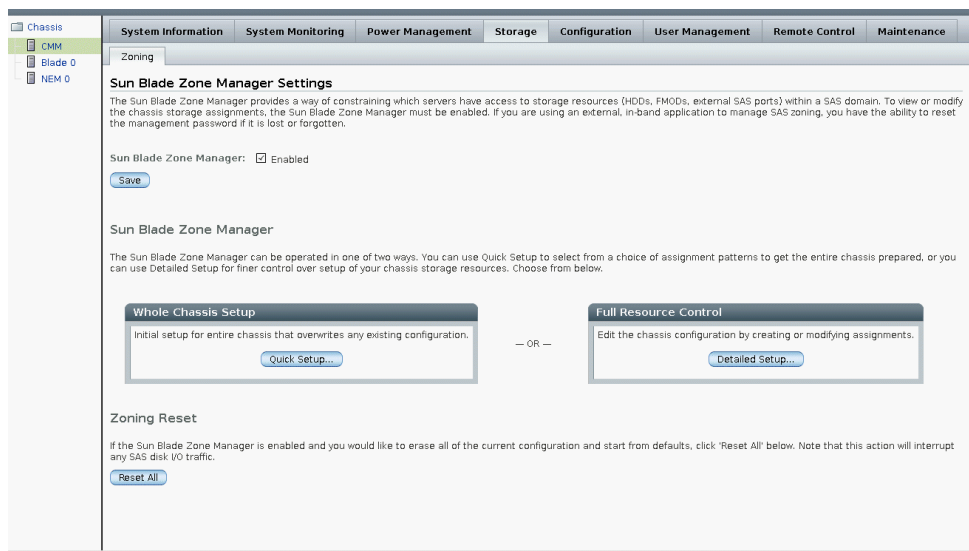 Chassis
CMM
Blade 0
NEM 0
System Information System Monitoring Power Management Storage Configuration User Management Remote Control Maintenance
Zoning
Sun Blade Zone Manager Settings
The Sun Blade Zone Manager provides a way of constraining which servers have access to storage resources (HDDs, FMODs, external SAS ports) within a SAS domain. To view or modify
the chassis storage assignments, the Sun Blade Zone Manager must be enabled. If you are using an external, in-band application to manage SAS zoning, you have the ability to reset
the management password if it is lost or forgotten.
Sun Blade Zone Manager: Enabled
Save
Sun Blade Zone Manager
The Sun Blade Zone Manager can be operated in one of two ways. You can use Quick Setup to select from a choice of assignment patterns to get the entire chassis prepared, or you
can use Detailed Setup for finer control over setup of your chassis storage resources. Choose from below.
Whole Chassis Setup
Initial setup for entire chassis that overwrites any existing configuration.
Quick Setup...
— OR —
Full Resource Control
Edit the chassis configuration by creating or modifying assignments.
Detailed Setup...
Zoning Reset
If the Sun Blade Zone Manager is enabled and you would like to erase all of the current configuration and start from defaults, click 'Reset All' below. Note that this action will interrupt
any SAS disk I/O traffic.
Reset All